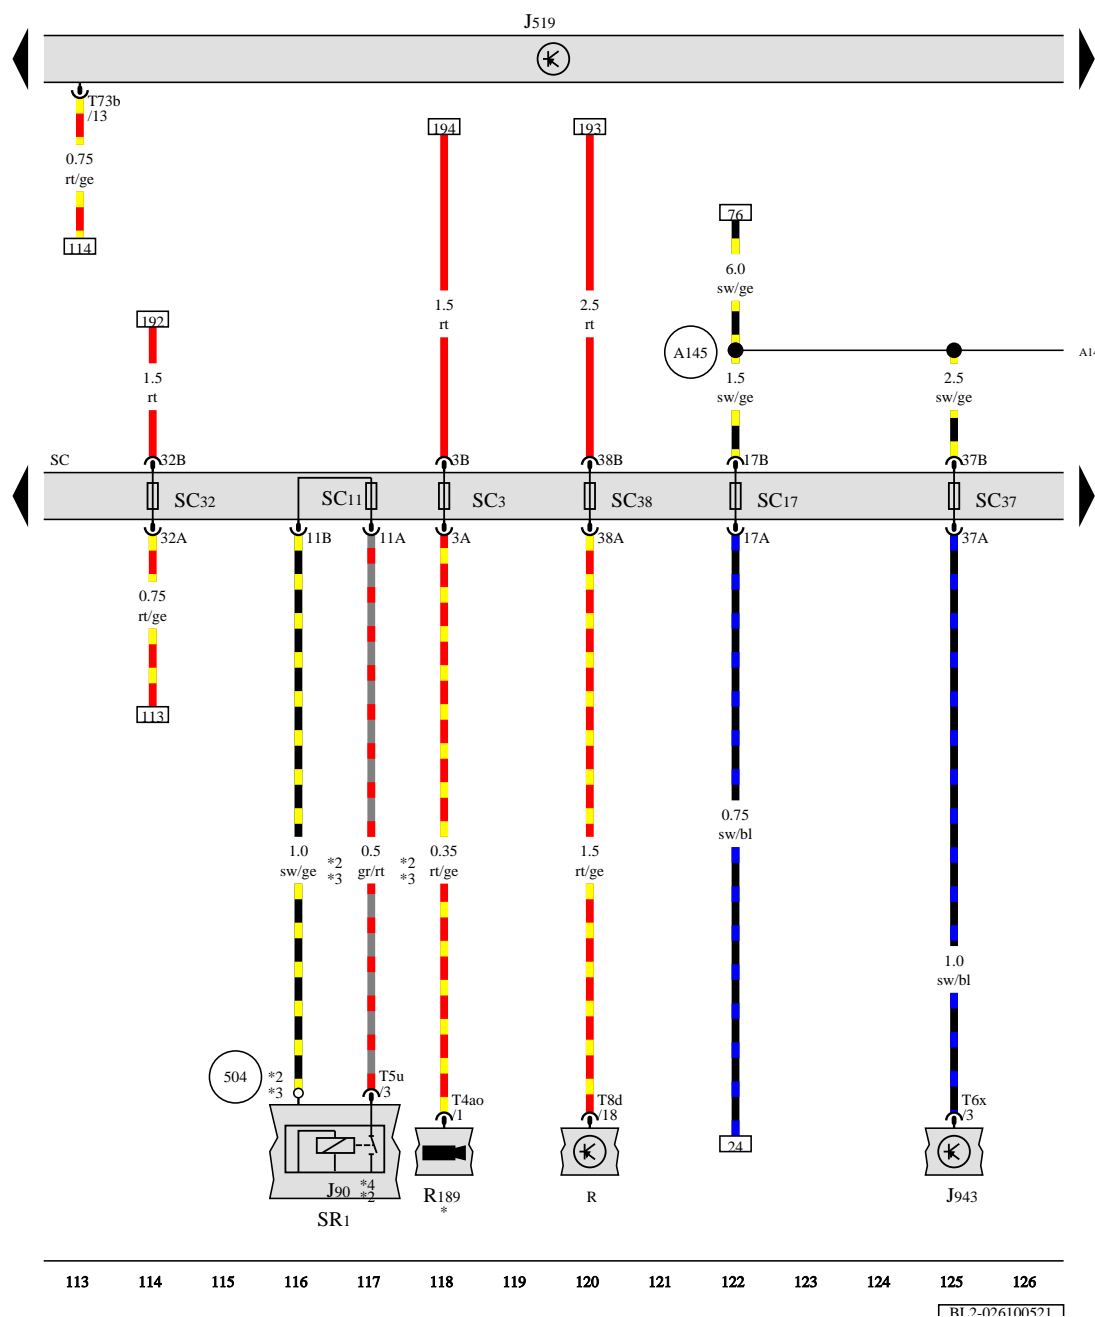 J519
T73b
/13
194
193
0.75
rt/ge
76
114
6.0
sw/ge
192
1.5
rt
2.5
rt
A145
1.5
rt
1.5
sw/ge
2.5
sw/ge
SC
32B
3B
38B
17B
37B
SC32
SC11
SC3
SC38
SC17
SC37
32A
11B
11A
3A
38A
17A
37A
0.75
rt/ge
113
0.75
sw/bl
1.0
sw/ge
*2
*3
0.5
gr/rt
*2
*3
0.35
rt/ge
1.5
rt/ge
1.0
sw/bl
504
*2
*3
T5u
/3
T4ao
/1
T8d
/18
T6x
/3
24
J90
*4
*2
SR1
R189
*
R
J943
113 114 115 116 117 118 119 120 121 122 123 124 125 126
BL2-026100521